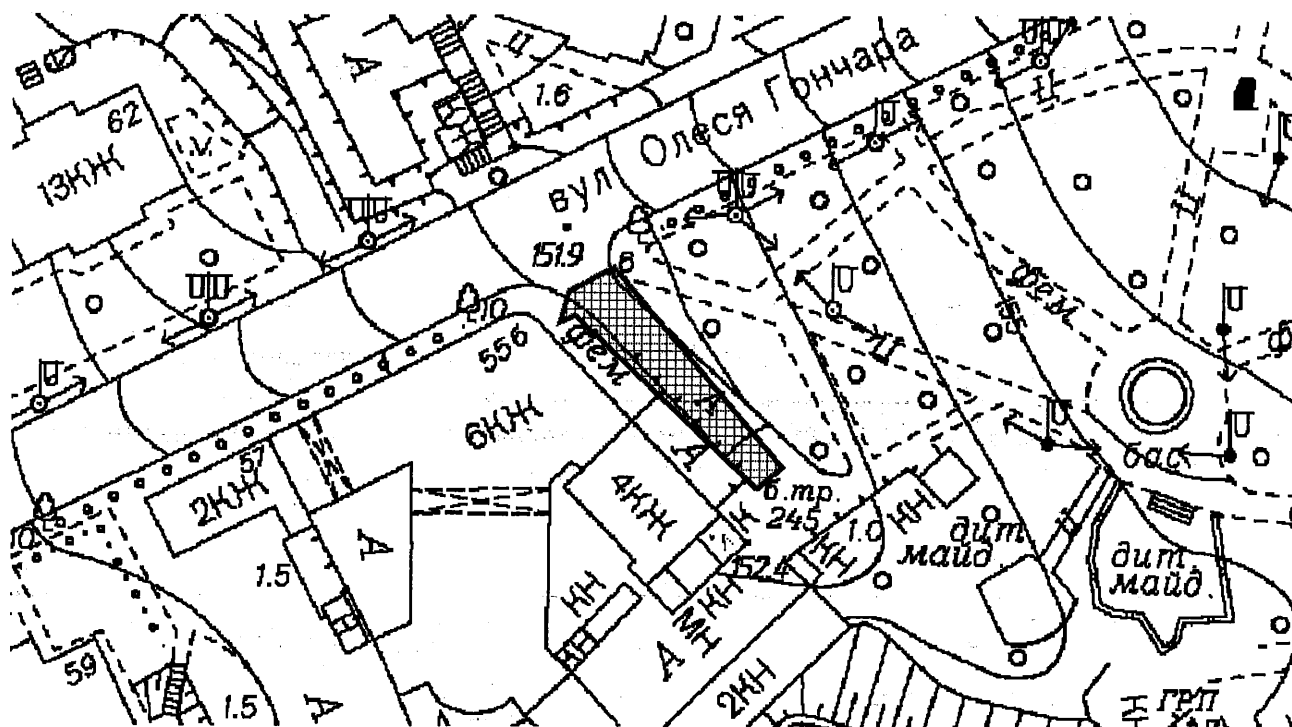 62
13КЖ
А
Ц
1.6
вул Олеся Гончара
Ц
Ц
151.9
б
фем
556
6КЖ
фем
155
Ц
57
2КЖ
А
4КЖ
А
К
б.тр.
245
1.0
КН
КН
152.4
дит
майд.
бас
дит.
майд.
Ц
1.5
КН
КН
КН
МН
А
2КН
59
1.5
А
ГРП